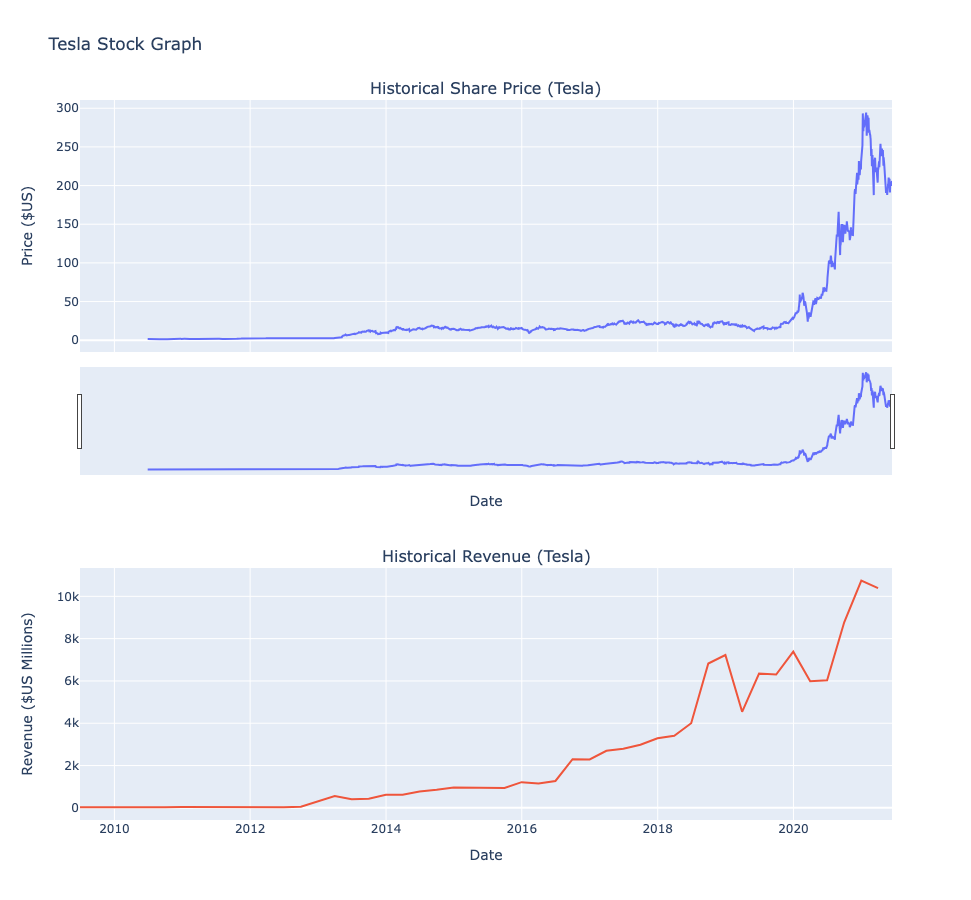 Tesla Stock Graph
Historical Share Price (Tesla)
300
250
200
150
100
50
0
Price ($US)
Date
Historical Revenue (Tesla)
10k
8k
6k
4k
2k
0
Revenue ($US Millions)
2010 2012 2014 2016 2018 2020
Date